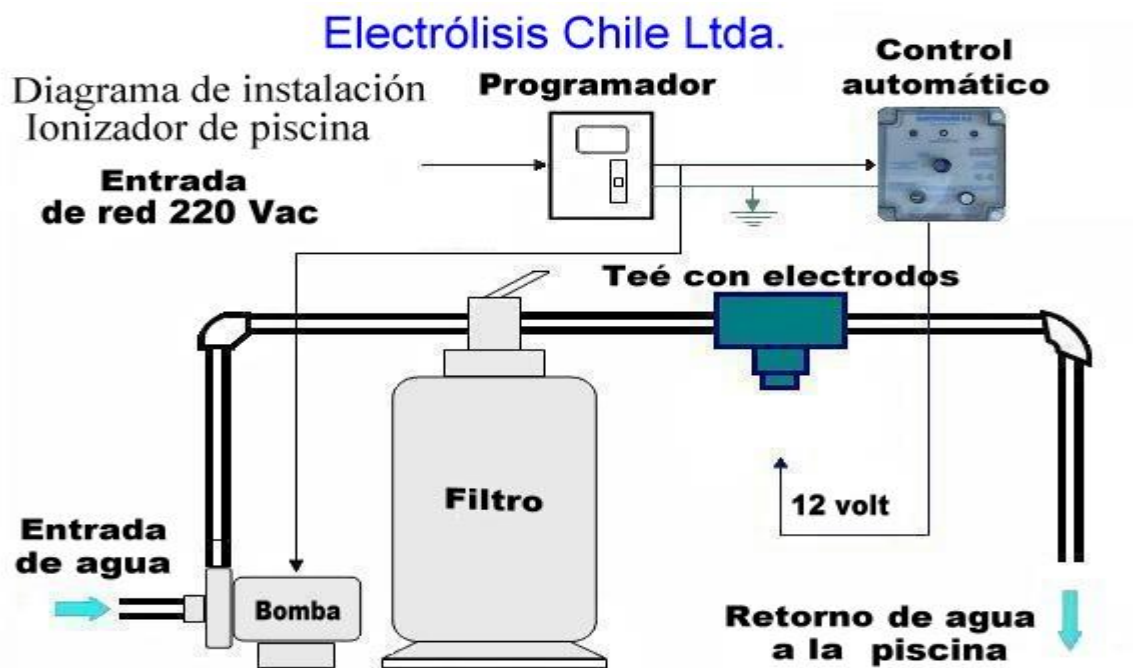 Electrólisis Chile Ltda.
Diagrama de instalación
Ionizador de piscina
Programador
Control
automático
Entrada
de red 220 Vac
Teé con electrodos
Filtro
12 volt
Entrada
de agua
Bomba
Retorno de agua
a la piscina